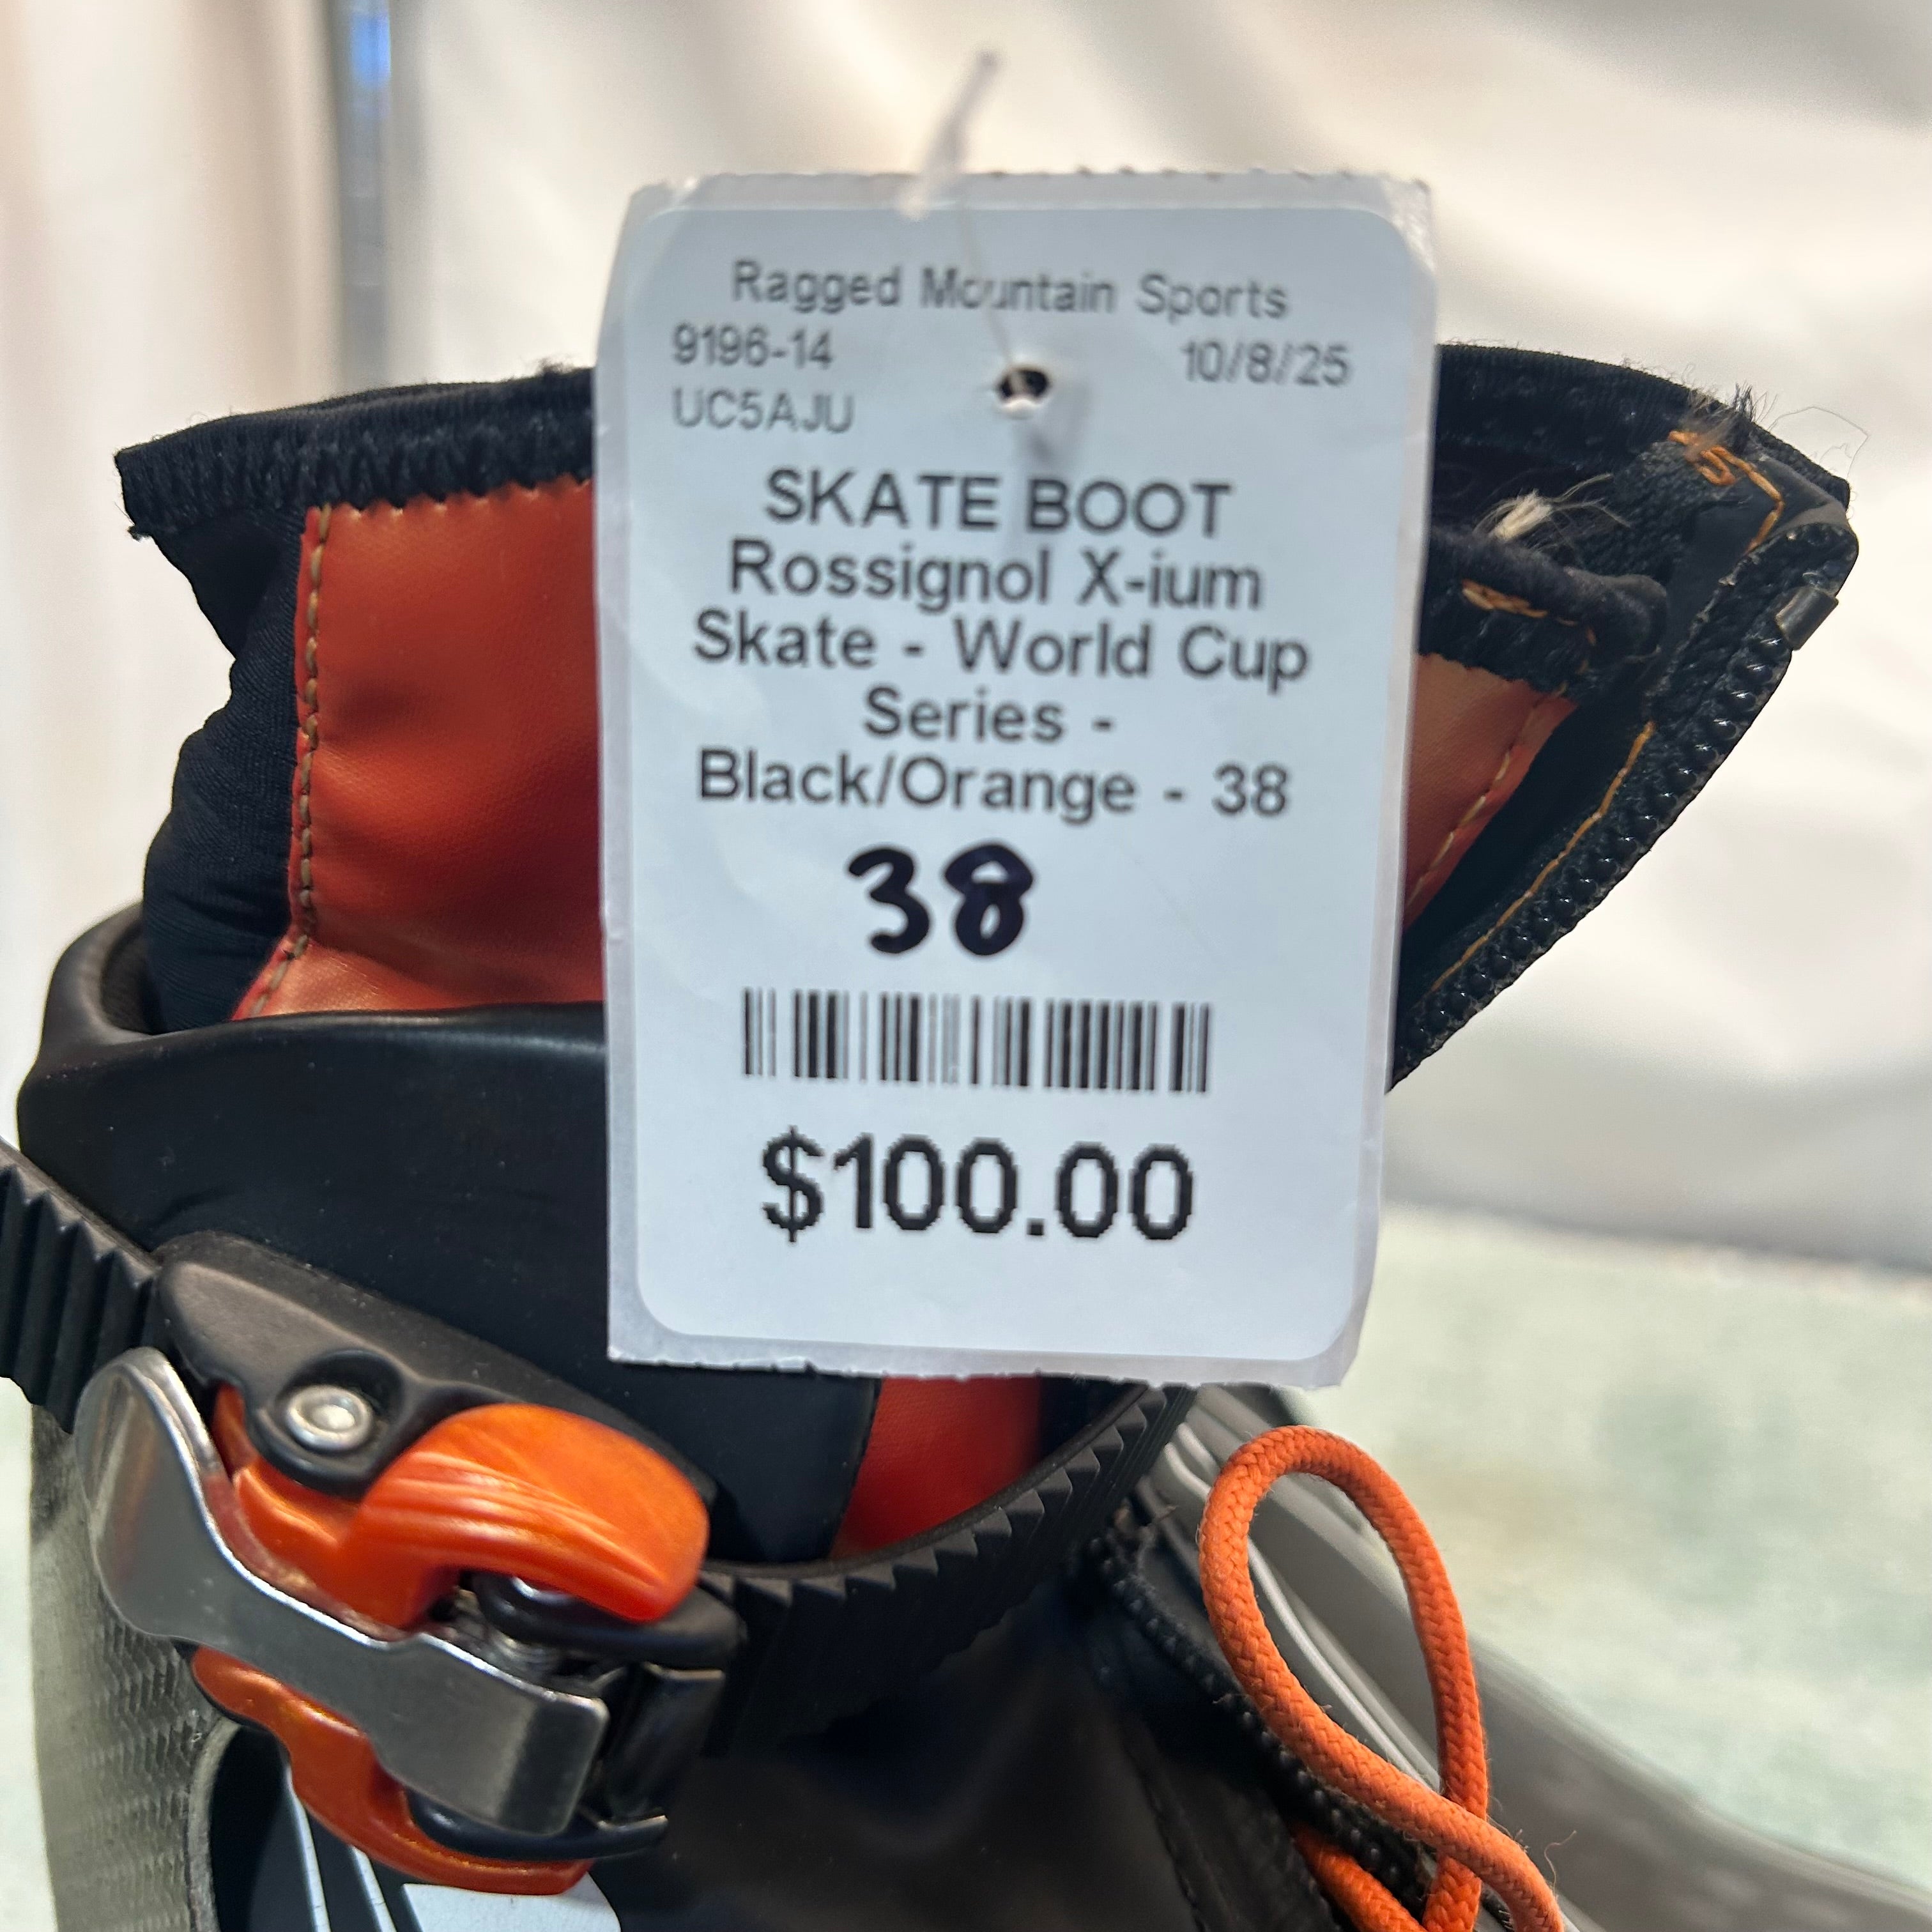 Ragged Mountain Sports
9196-14 10/8/25
UC5AJU
SKATE BOOT
Rossignol X-ium
Skate - World Cup
Series -
Black/Orange - 38
38
$100.00